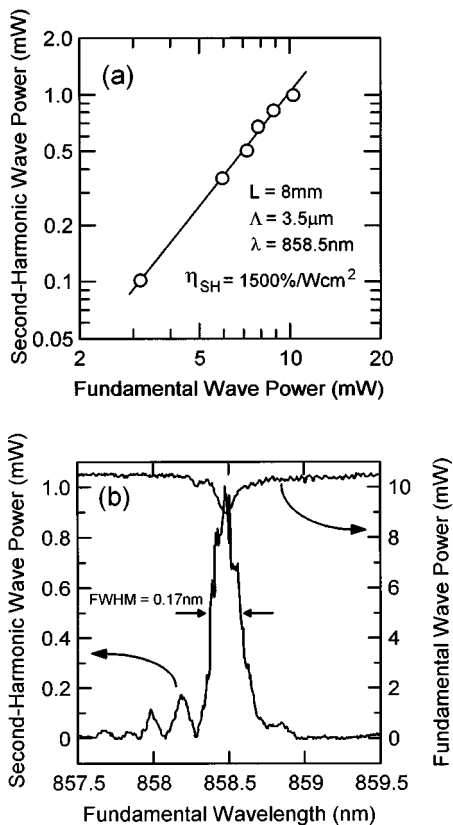 (a)
Second-Harmonic Wave Power (mW)
2.0
1.0
0.5
0.2
0.1
0.05
L = 8mm
Λ = 3.5μm
λ = 858.5nm
ηSH = 1500%/Wcm²
2 5 10 20
Fundamental Wave Power (mW)
(b)
Second-Harmonic Wave Power (mW)
1.0
0.8
0.6
0.4
0.2
0
FWHM = 0.17nm
10
8
6
4
2
0
Fundamental Wave Power (mW)
857.5 858 858.5 859 859.5
Fundamental Wavelength (nm)